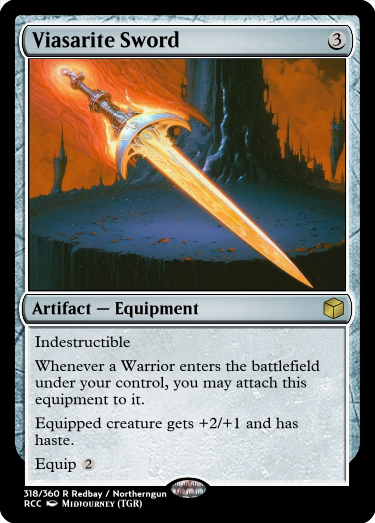 Viasarite Sword 3
Artifact — Equipment
Indestructible
Whenever a Warrior enters the battlefield
under your control, you may attach this
equipment to it.
Equipped creature gets +2/+1 and has
haste.
Equip 2
318/360 R Redbay / Northerngun
RCC Midjourney (TGR)